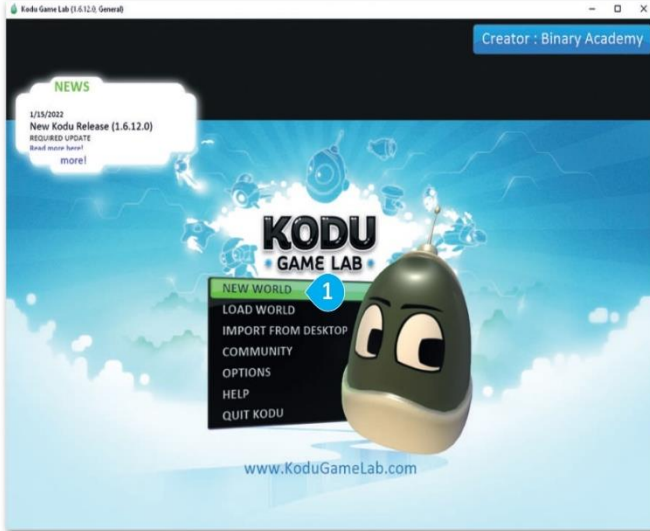 Kodu Game Lab (1.6.12.0, General)
Creator : Binary Academy
NEWS
1/15/2022
New Kodu Release (1.6.12.0)
REQUIRED UPDATE
Read more here!
more!
KODU
GAME LAB
NEW WORLD
1
LOAD WORLD
IMPORT FROM DESKTOP
COMMUNITY
OPTIONS
HELP
QUIT KODU
www.KoduGameLab.com